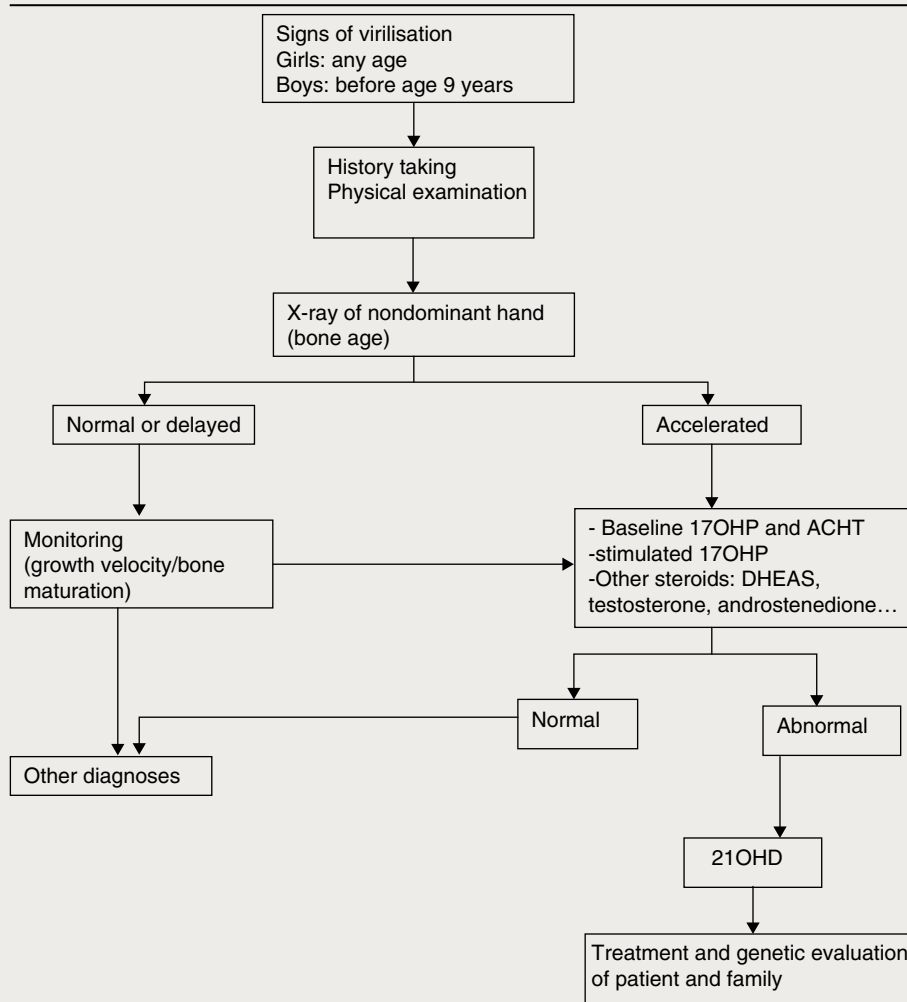 Signs of virilisation
Girls: any age
Boys: before age 9 years
History taking
Physical examination
X-ray of nondominant hand
(bone age)
Normal or delayed
Accelerated
Monitoring
(growth velocity/bone
maturation)
- Baseline 17OHP and ACHT
-stimulated 17OHP
-Other steroids: DHEAS,
testosterone, androstenedione…
Normal
Abnormal
Other diagnoses
21OHD
Treatment and genetic evaluation
of patient and family